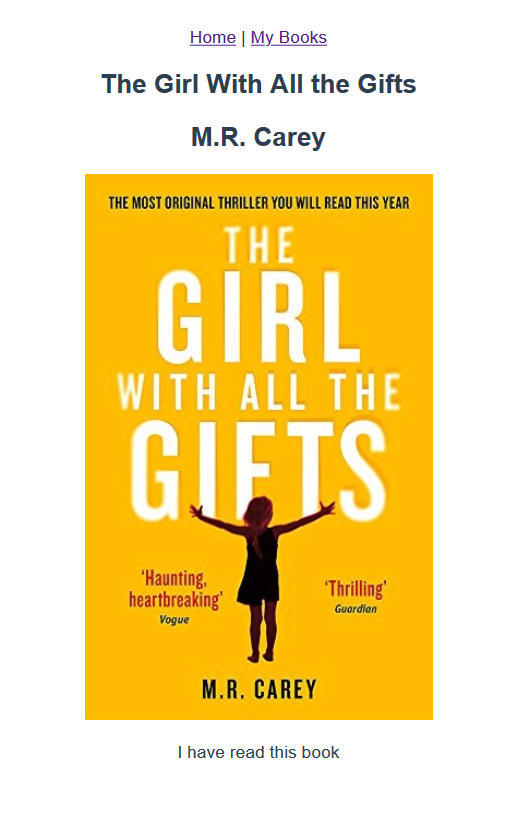 Home | My Books
The Girl With All the Gifts
M.R. Carey
THE MOST ORIGINAL THRILLER YOU WILL READ THIS YEAR
THE
GIRL
WITH ALL THE
GIFTS
'Haunting,
heartbreaking'
Vogue
'Thrilling'
Guardian
M.R. CAREY
I have read this book